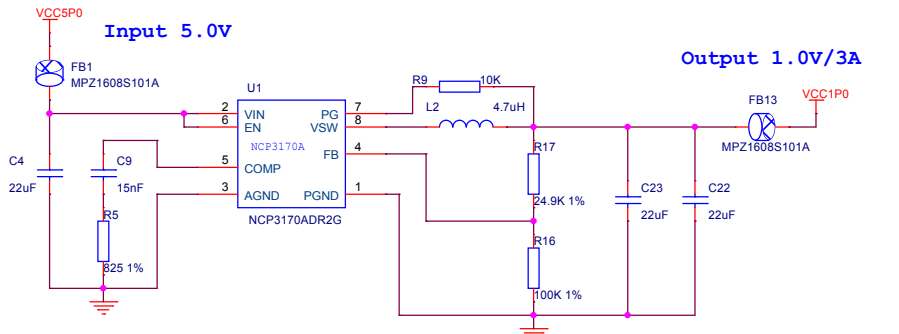 VCC5P0
Input 5.0V
FB1
MPZ1608S101A
Output 1.0V/3A
VCC1P0
FB13
MPZ1608S101A
U1
R9
10K
L2
4.7uH
2
VIN
PG
7
6
EN
VSW
8
NCP3170A
FB
4
5
COMP
3
AGND
PGND
1
NCP3170ADR2G
C4
22uF
C9
15nF
R5
825 1%
R17
24.9K 1%
R16
100K 1%
C23
22uF
C22
22uF